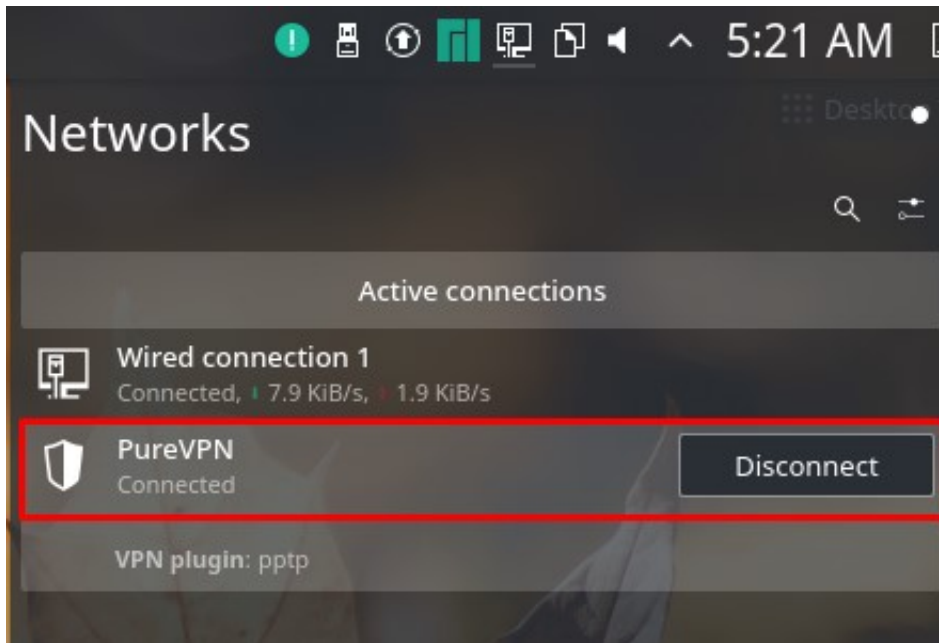 5:21 AM
Networks
Active connections
Wired connection 1
Connected, 7.9 KiB/s, 1.9 KiB/s
PureVPN
Connected
Disconnect
VPN plugin: pptp